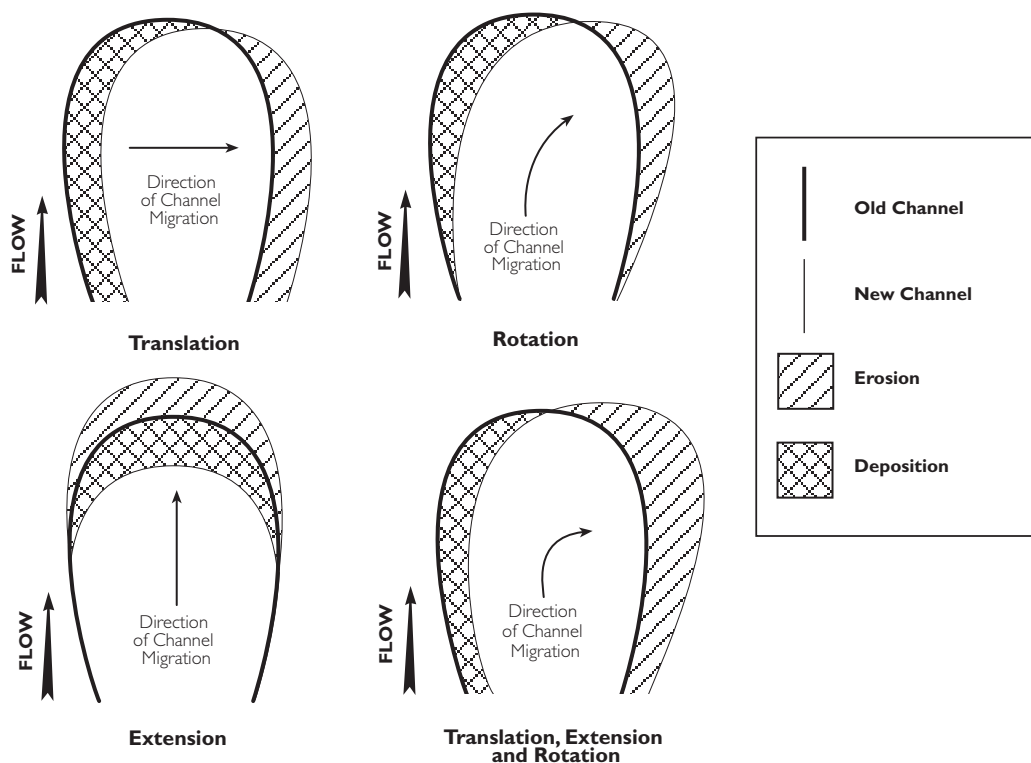 FLOW
Direction
of Channel
Migration
Translation
FLOW
Direction
of Channel
Migration
Rotation
FLOW
Direction
of Channel
Migration
Extension
FLOW
Direction
of Channel
Migration
Translation, Extension
and Rotation
Old Channel
New Channel
Erosion
Deposition